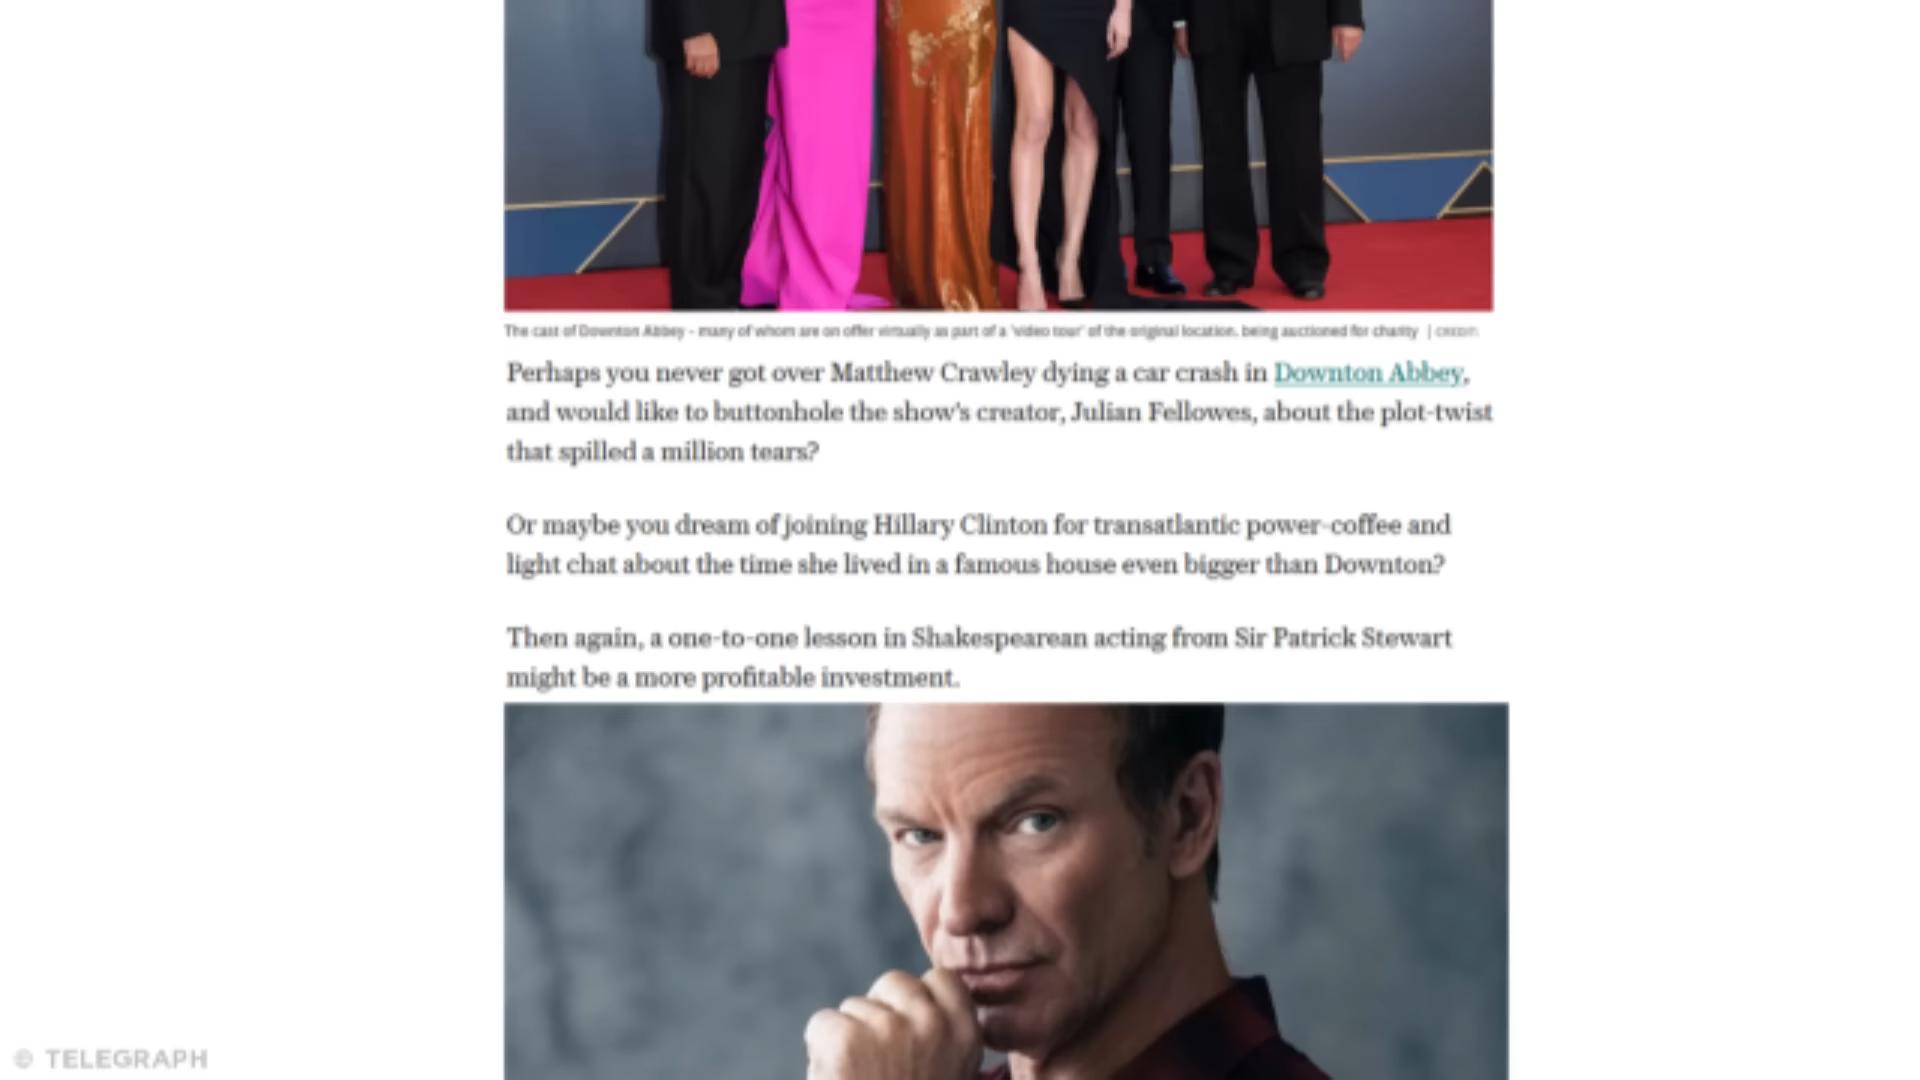 The cast of Downton Abbey - many of whom are on offer virtually as part of a 'video tour' of the original location, being auctioned for charity | CREDIT:
Perhaps you never got over Matthew Crawley dying a car crash in Downton Abbey,
and would like to buttonhole the show's creator, Julian Fellowes, about the plot-twist
that spilled a million tears?
Or maybe you dream of joining Hillary Clinton for transatlantic power-coffee and
light chat about the time she lived in a famous house even bigger than Downton?
Then again, a one-to-one lesson in Shakespearean acting from Sir Patrick Stewart
might be a more profitable investment.
© TELEGRAPH